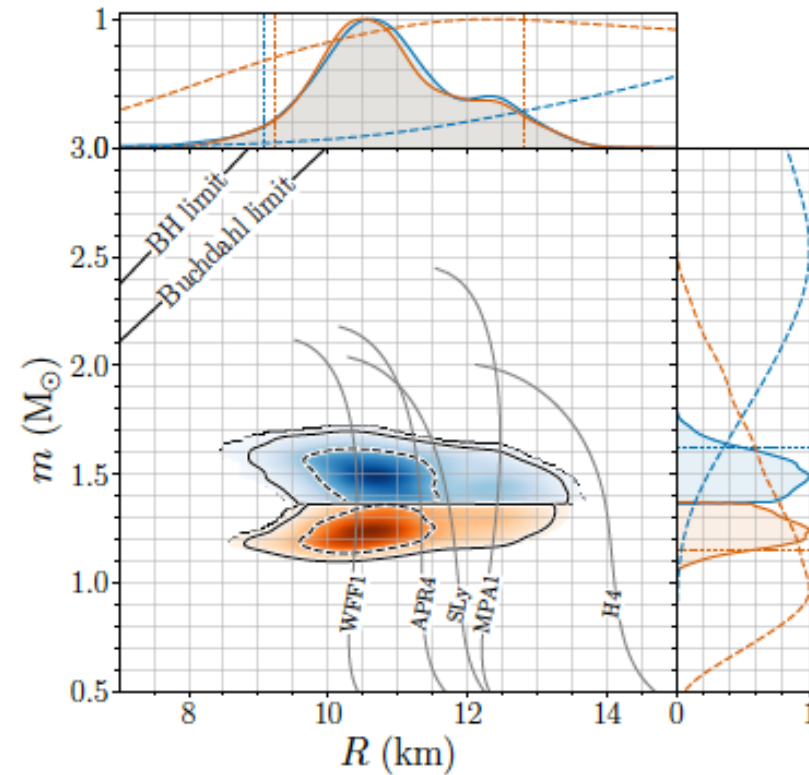 1
3.0
BH limit
Buchdahl limit
2.5
2.0
1.5
1.0
0.5
m (M⊙)
WFF1
APR4
SLy
MPA1
H4
8
10
12
14
0
1
R (km)